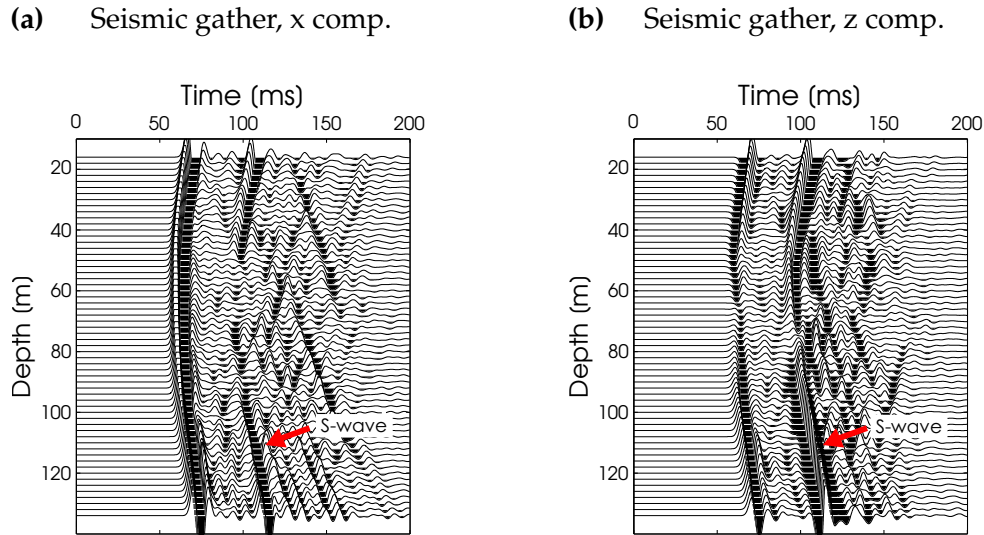 (a) Seismic gather, x comp.
Time (ms)
0 50 100 150 200
Depth (m)
20
40
60
80
100
120
S-wave
(b) Seismic gather, z comp.
Time (ms)
0 50 100 150 200
Depth (m)
20
40
60
80
100
120
S-wave